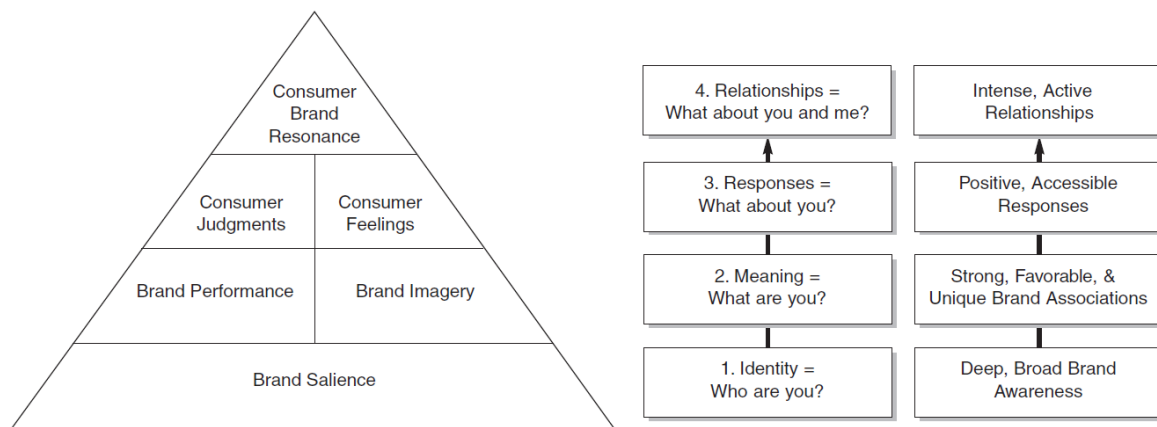 Consumer
Brand
Resonance
Consumer
Judgments
Consumer
Feelings
Brand Performance
Brand Imagery
Brand Salience
4. Relationships =
What about you and me?
3. Responses =
What about you?
2. Meaning =
What are you?
1. Identity =
Who are you?
Intense, Active
Relationships
Positive, Accessible
Responses
Strong, Favorable, &
Unique Brand Associations
Deep, Broad Brand
Awareness